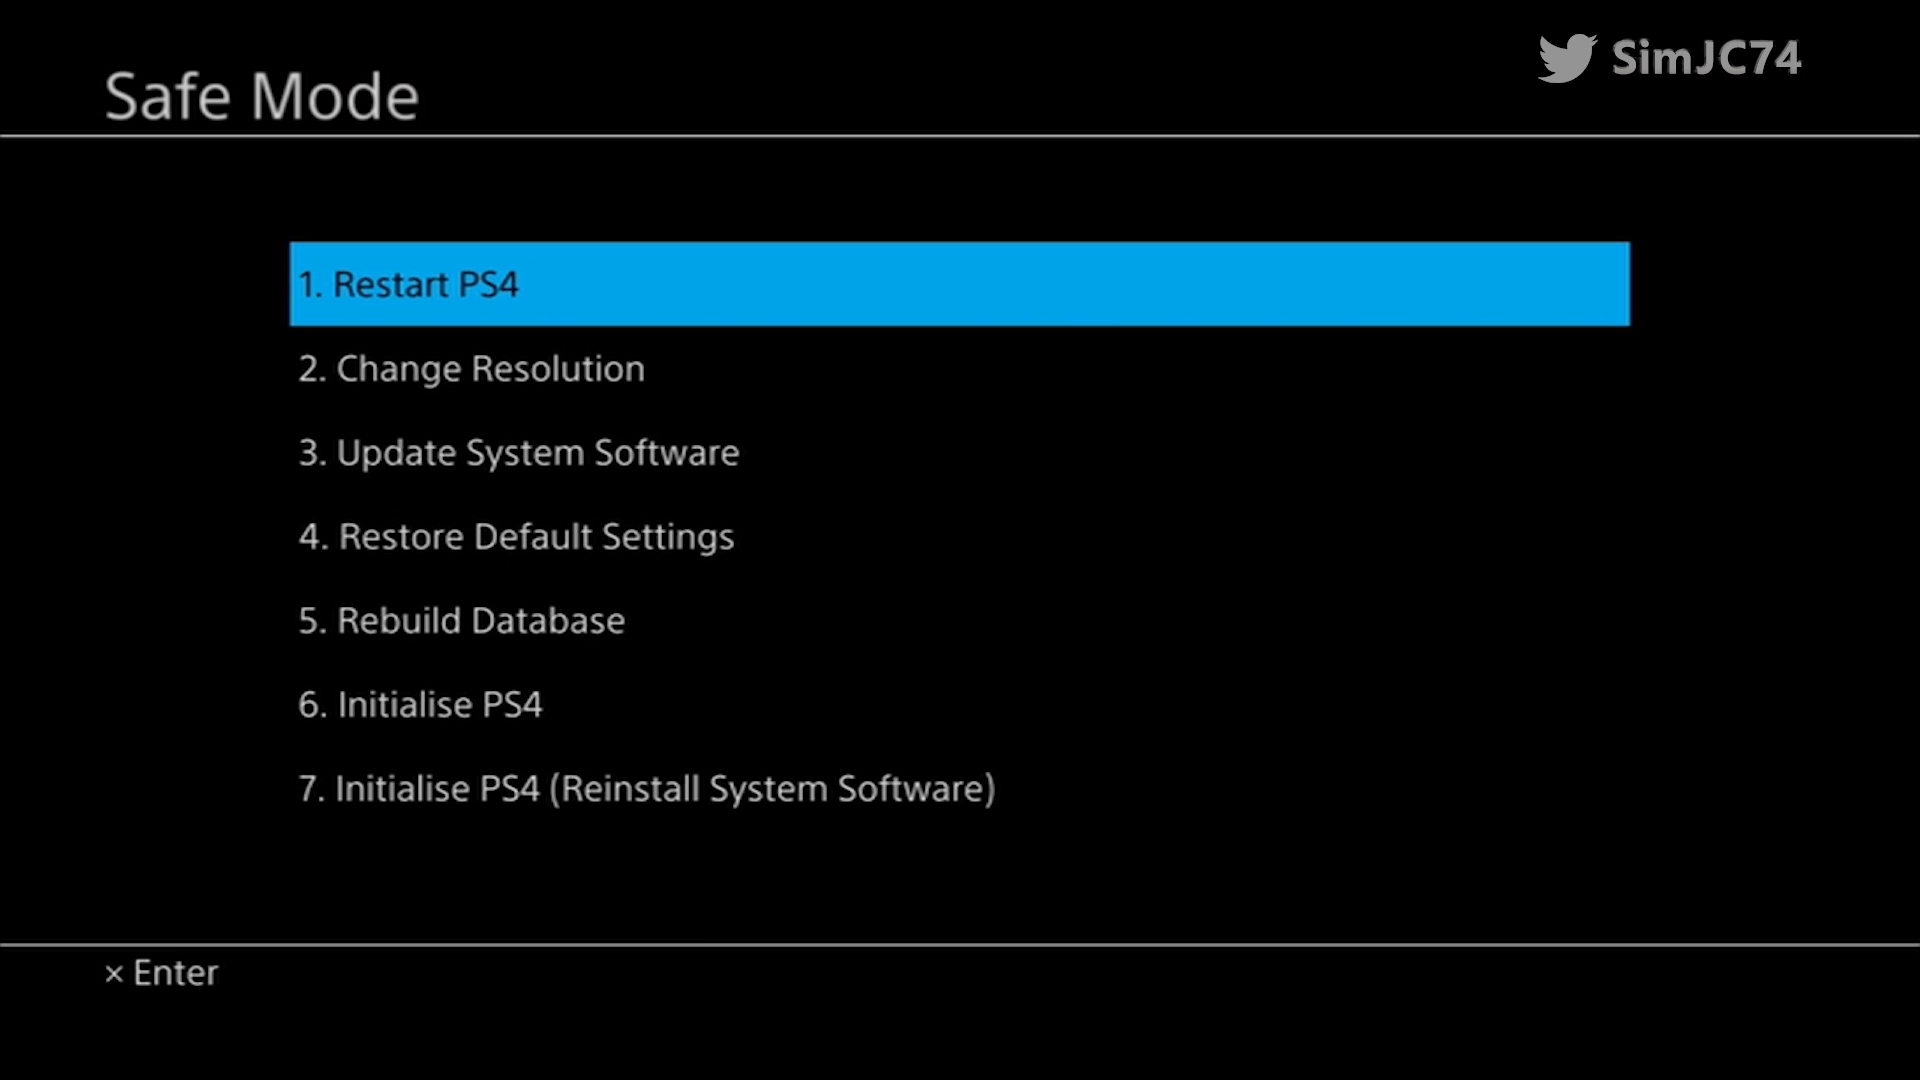 SimJC74
Safe Mode
1. Restart PS4
2. Change Resolution
3. Update System Software
4. Restore Default Settings
5. Rebuild Database
6. Initialise PS4
7. Initialise PS4 (Reinstall System Software)
× Enter